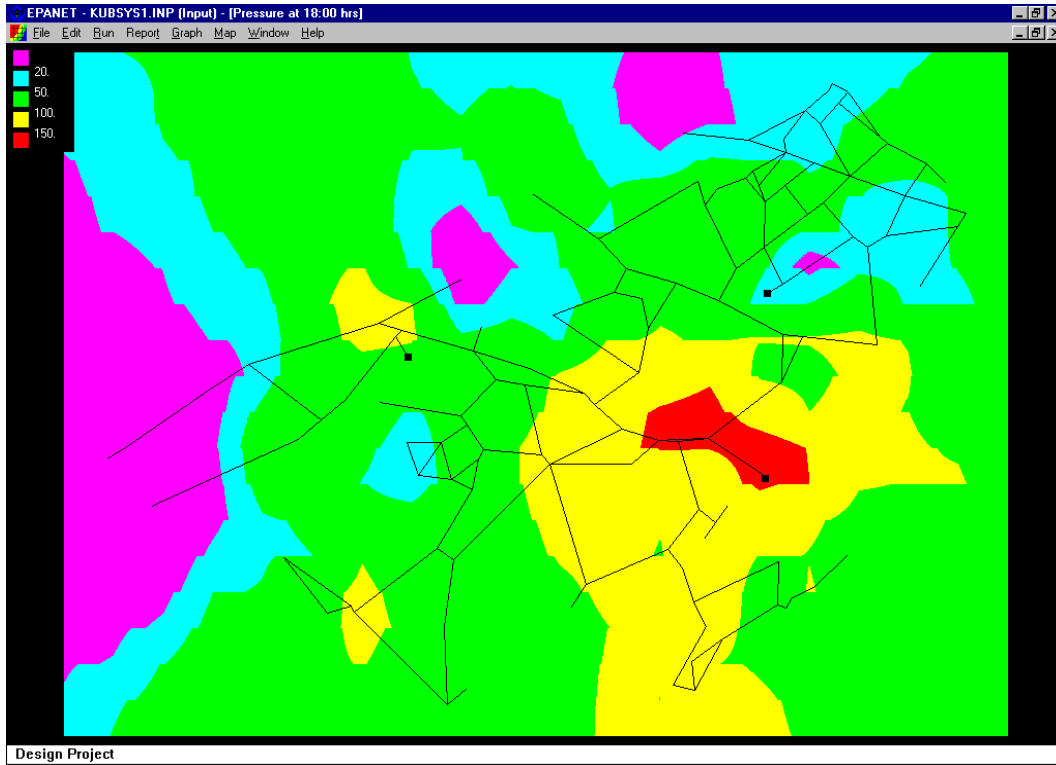 EPANET - KUBSYS1.INP (Input) - [Pressure at 18:00 hrs]
File Edit Run Report Graph Map Window Help
20.
50.
100.
150.
Design Project